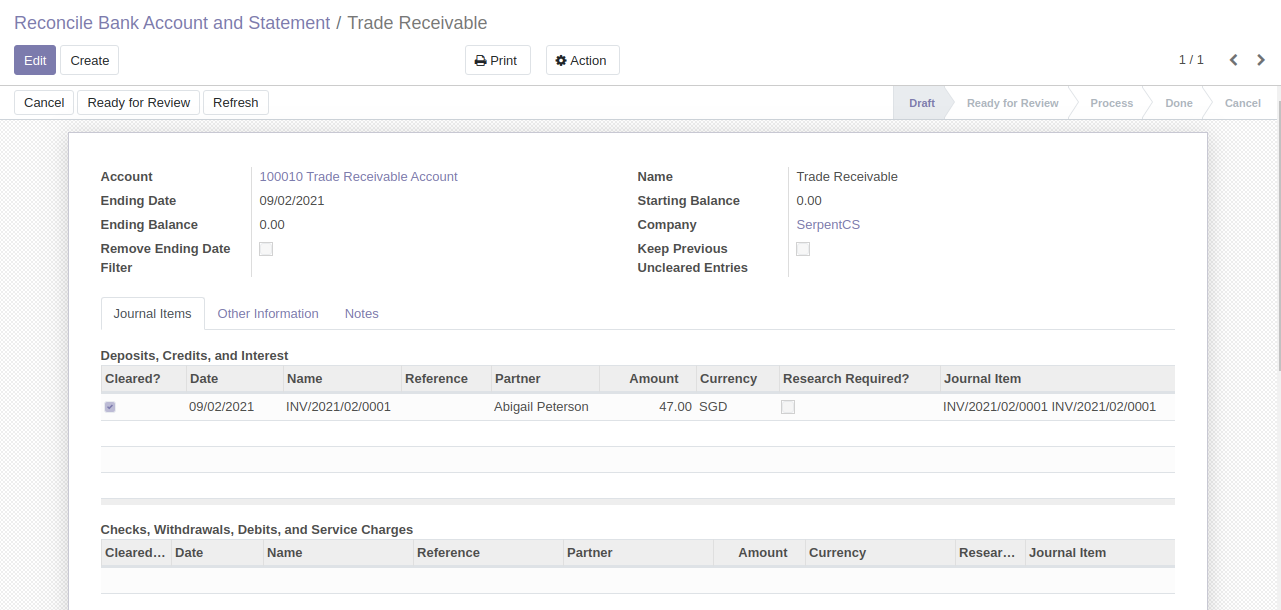 Reconcile Bank Account and Statement / Trade Receivable
Edit Create Print Action 1 / 1
Cancel Ready for Review Refresh Draft Ready for Review Process Done Cancel
Account 100010 Trade Receivable Account Name Trade Receivable
Ending Date 09/02/2021 Starting Balance 0.00
Ending Balance 0.00 Company SerpentCS
Remove Ending Date Keep Previous
Filter Uncleared Entries
Journal Items Other Information Notes
Deposits, Credits, and Interest
Cleared? Date Name Reference Partner Amount Currency Research Required? Journal Item
09/02/2021 INV/2021/02/0001 Abigail Peterson 47.00 SGD INV/2021/02/0001 INV/2021/02/0001
Checks, Withdrawals, Debits, and Service Charges
Cleared… Date Name Reference Partner Amount Currency Resear… Journal Item